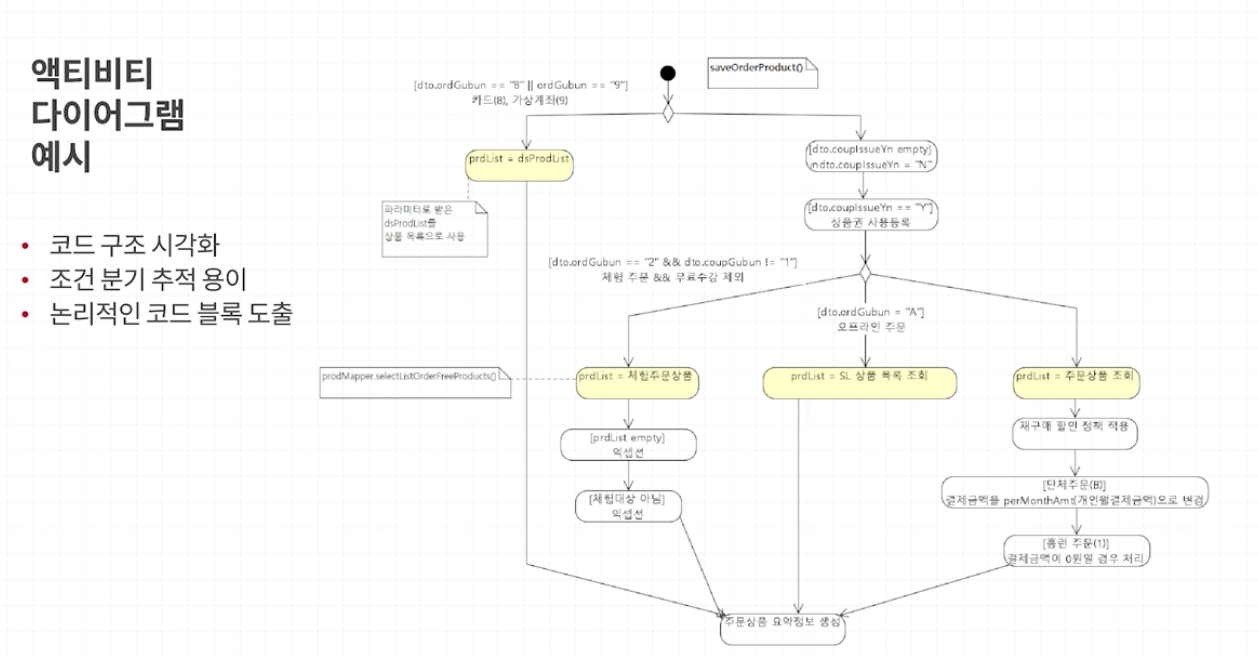 액티비티
다이어그램
예시
• 코드 구조 시각화
• 조건 분기 추적 용이
• 논리적인 코드 블록 도출
saveOrderProduct()
[dto.ordGubun == "8" || ordGubun == "9"]
카드(8), 가상계좌(9)
prdList = dsProdList
파라미터로 받은
dsProdList를
상품 목록으로 사용
[dto.coupIssueYn empty]
ndto.coupIssueYn = "N"
[dto.coupIssueYn == "Y"]
상품권 사용등록
[dto.ordGubun == "2" && dto.coupGubun != "1"]
체험 주문 && 무료수강 제외
[dto.ordGubun = "A"]
오프라인 주문
prodMapper.selectListOrderFreeProducts()
prdList = 체험주문상품
prdList = SL 상품 목록 조회
prdList = 주문상품 조회
[prdList empty]
익셉션
[체험대상 아님]
익셉션
재구매 할인 정책 적용
[단체주문(B)]
결제금액을 perMonthAmt(개인월결제금액)으로 변경
[홈런 주문(1)]
결제금액이 0원일 경우 처리
주문상품 요약정보 생성